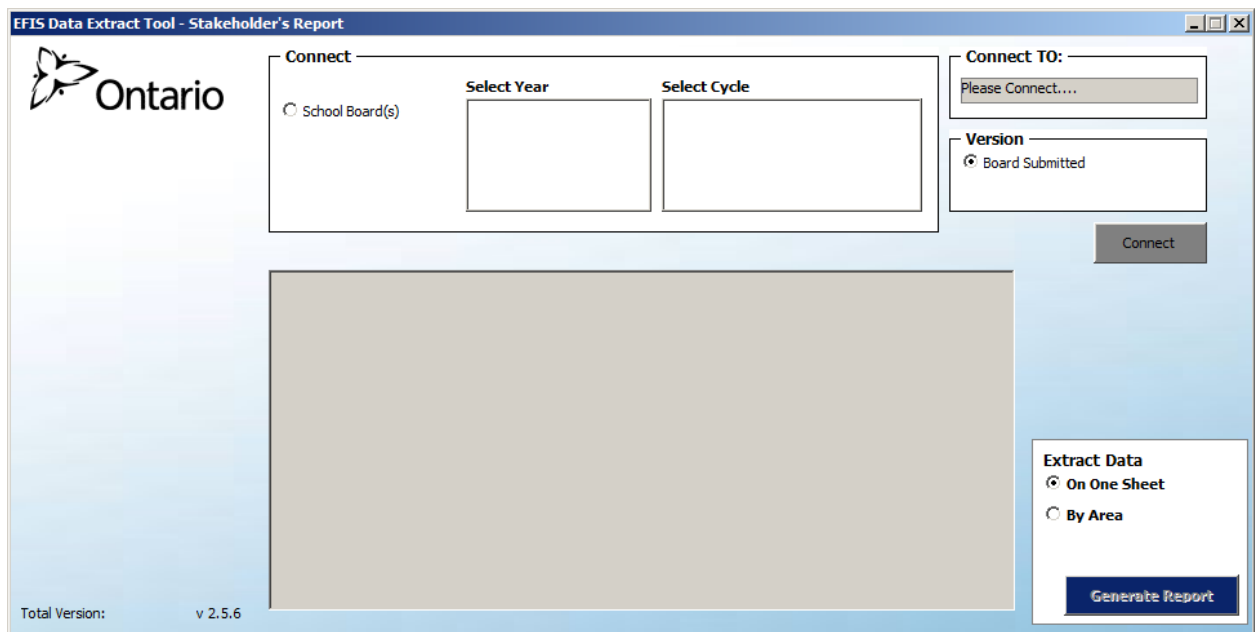 EFIS Data Extract Tool - Stakeholder's Report
Ontario
Connect
School Board(s)
Select Year
Select Cycle
Connect TO:
Please Connect....
Version
Board Submitted
Connect
Extract Data
On One Sheet
By Area
Generate Report
Total Version: v 2.5.6